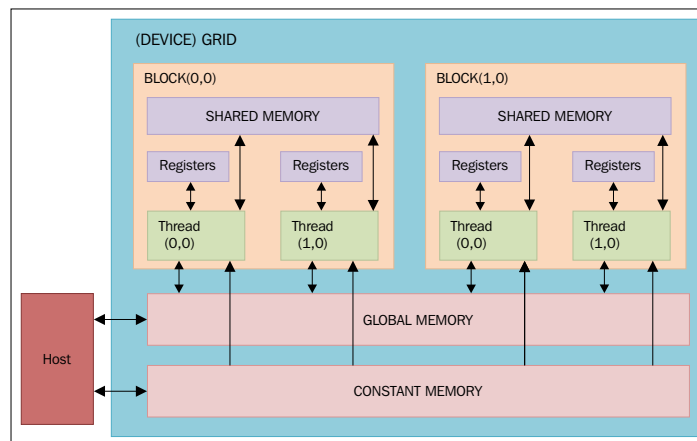 (DEVICE) GRID
BLOCK(0,0)
BLOCK(1,0)
SHARED MEMORY
SHARED MEMORY
Registers
Registers
Registers
Registers
Thread
(0,0)
Thread
(1,0)
Thread
(0,0)
Thread
(1,0)
GLOBAL MEMORY
Host
CONSTANT MEMORY